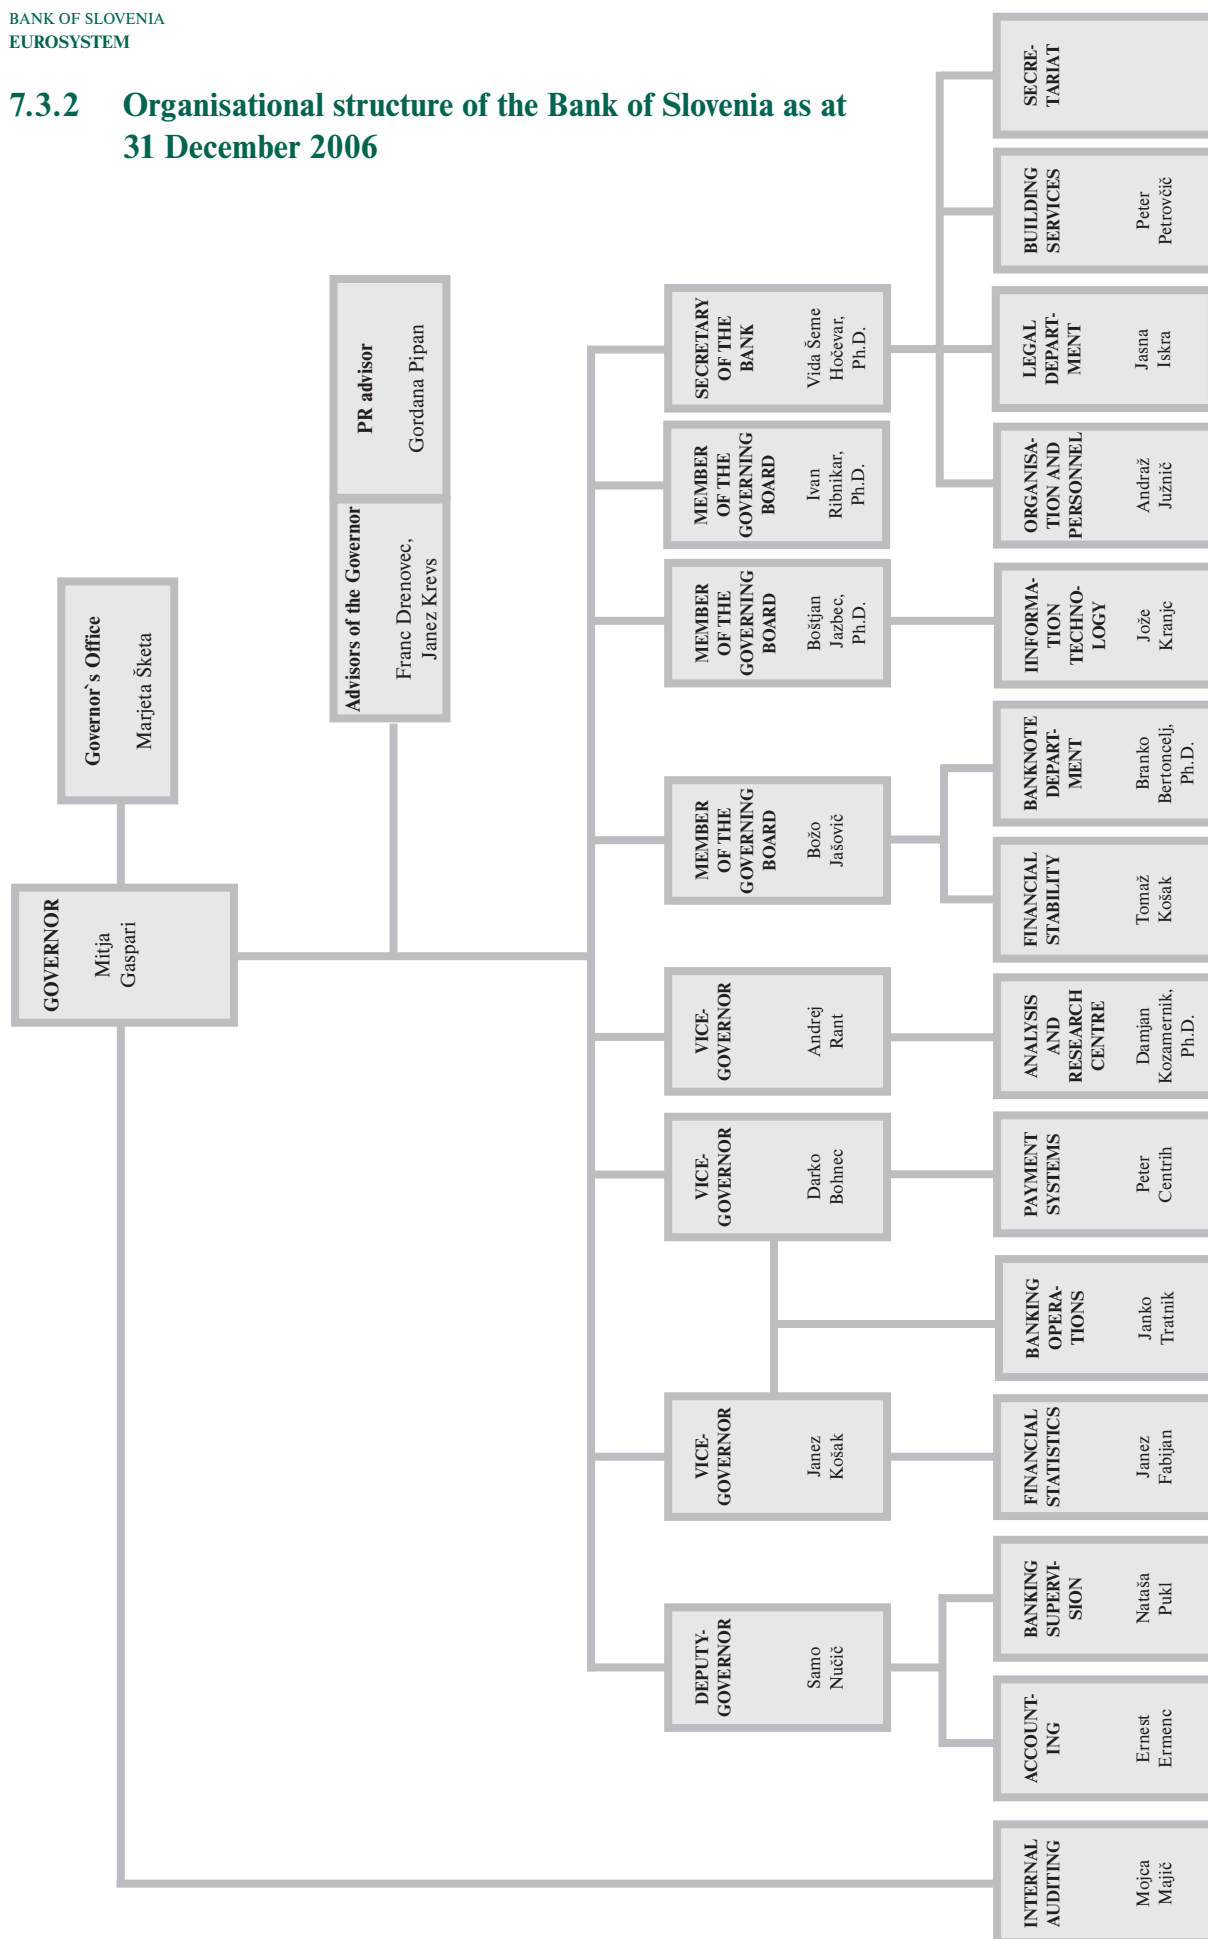 BANK OF SLOVENIA
EUROSYSTEM
7.3.2 Organisational structure of the Bank of Slovenia as at
31 December 2006
GOVERNOR
Mitja
Gaspari
Governor`s Office
Marjeta Šketa
Advisors of the Governor
Franc Drenovec,
Janez Krevs
PR advisor
Gordana Pipan
DEPUTY-
GOVERNOR
Samo
Nučič
VICE-
GOVERNOR
Janez
Košak
VICE-
GOVERNOR
Darko
Bohnec
VICE-
GOVERNOR
Andrej
Rant
MEMBER
OF THE
GOVERNING
BOARD
Božo
Jašovič
MEMBER
OF THE
GOVERNING
BOARD
Boštjan
Jazbec,
Ph.D.
MEMBER
OF THE
GOVERNING
BOARD
Ivan
Ribnikar,
Ph.D.
SECRETARY
OF THE
BANK
Vida Šeme
Hočevar,
Ph.D.
INTERNAL
AUDITING
Mojca
Majič
ACCOUNT-
ING
Ernest
Ermenc
BANKING
SUPERVI-
SION
Nataša
Pukl
FINANCIAL
STATISTICS
Janez
Fabijan
BANKING
OPERA-
TIONS
Janko
Tratnik
PAYMENT
SYSTEMS
Peter
Centrih
ANALYSIS
AND
RESEARCH
CENTRE
Damjan
Kozamernik,
Ph.D.
FINANCIAL
STABILITY
Tomaž
Košak
BANKNOTE
DEPART-
MENT
Branko
Bertoncelj,
Ph.D.
IINFORMA-
TION
TECHNO-
LOGY
Jože
Kranjc
ORGANISA-
TION AND
PERSONNEL
Andraž
Južnič
LEGAL
DEPART-
MENT
Jasna
Iskra
BUILDING
SERVICES
Peter
Petrovčič
SECRE-
TARIAT